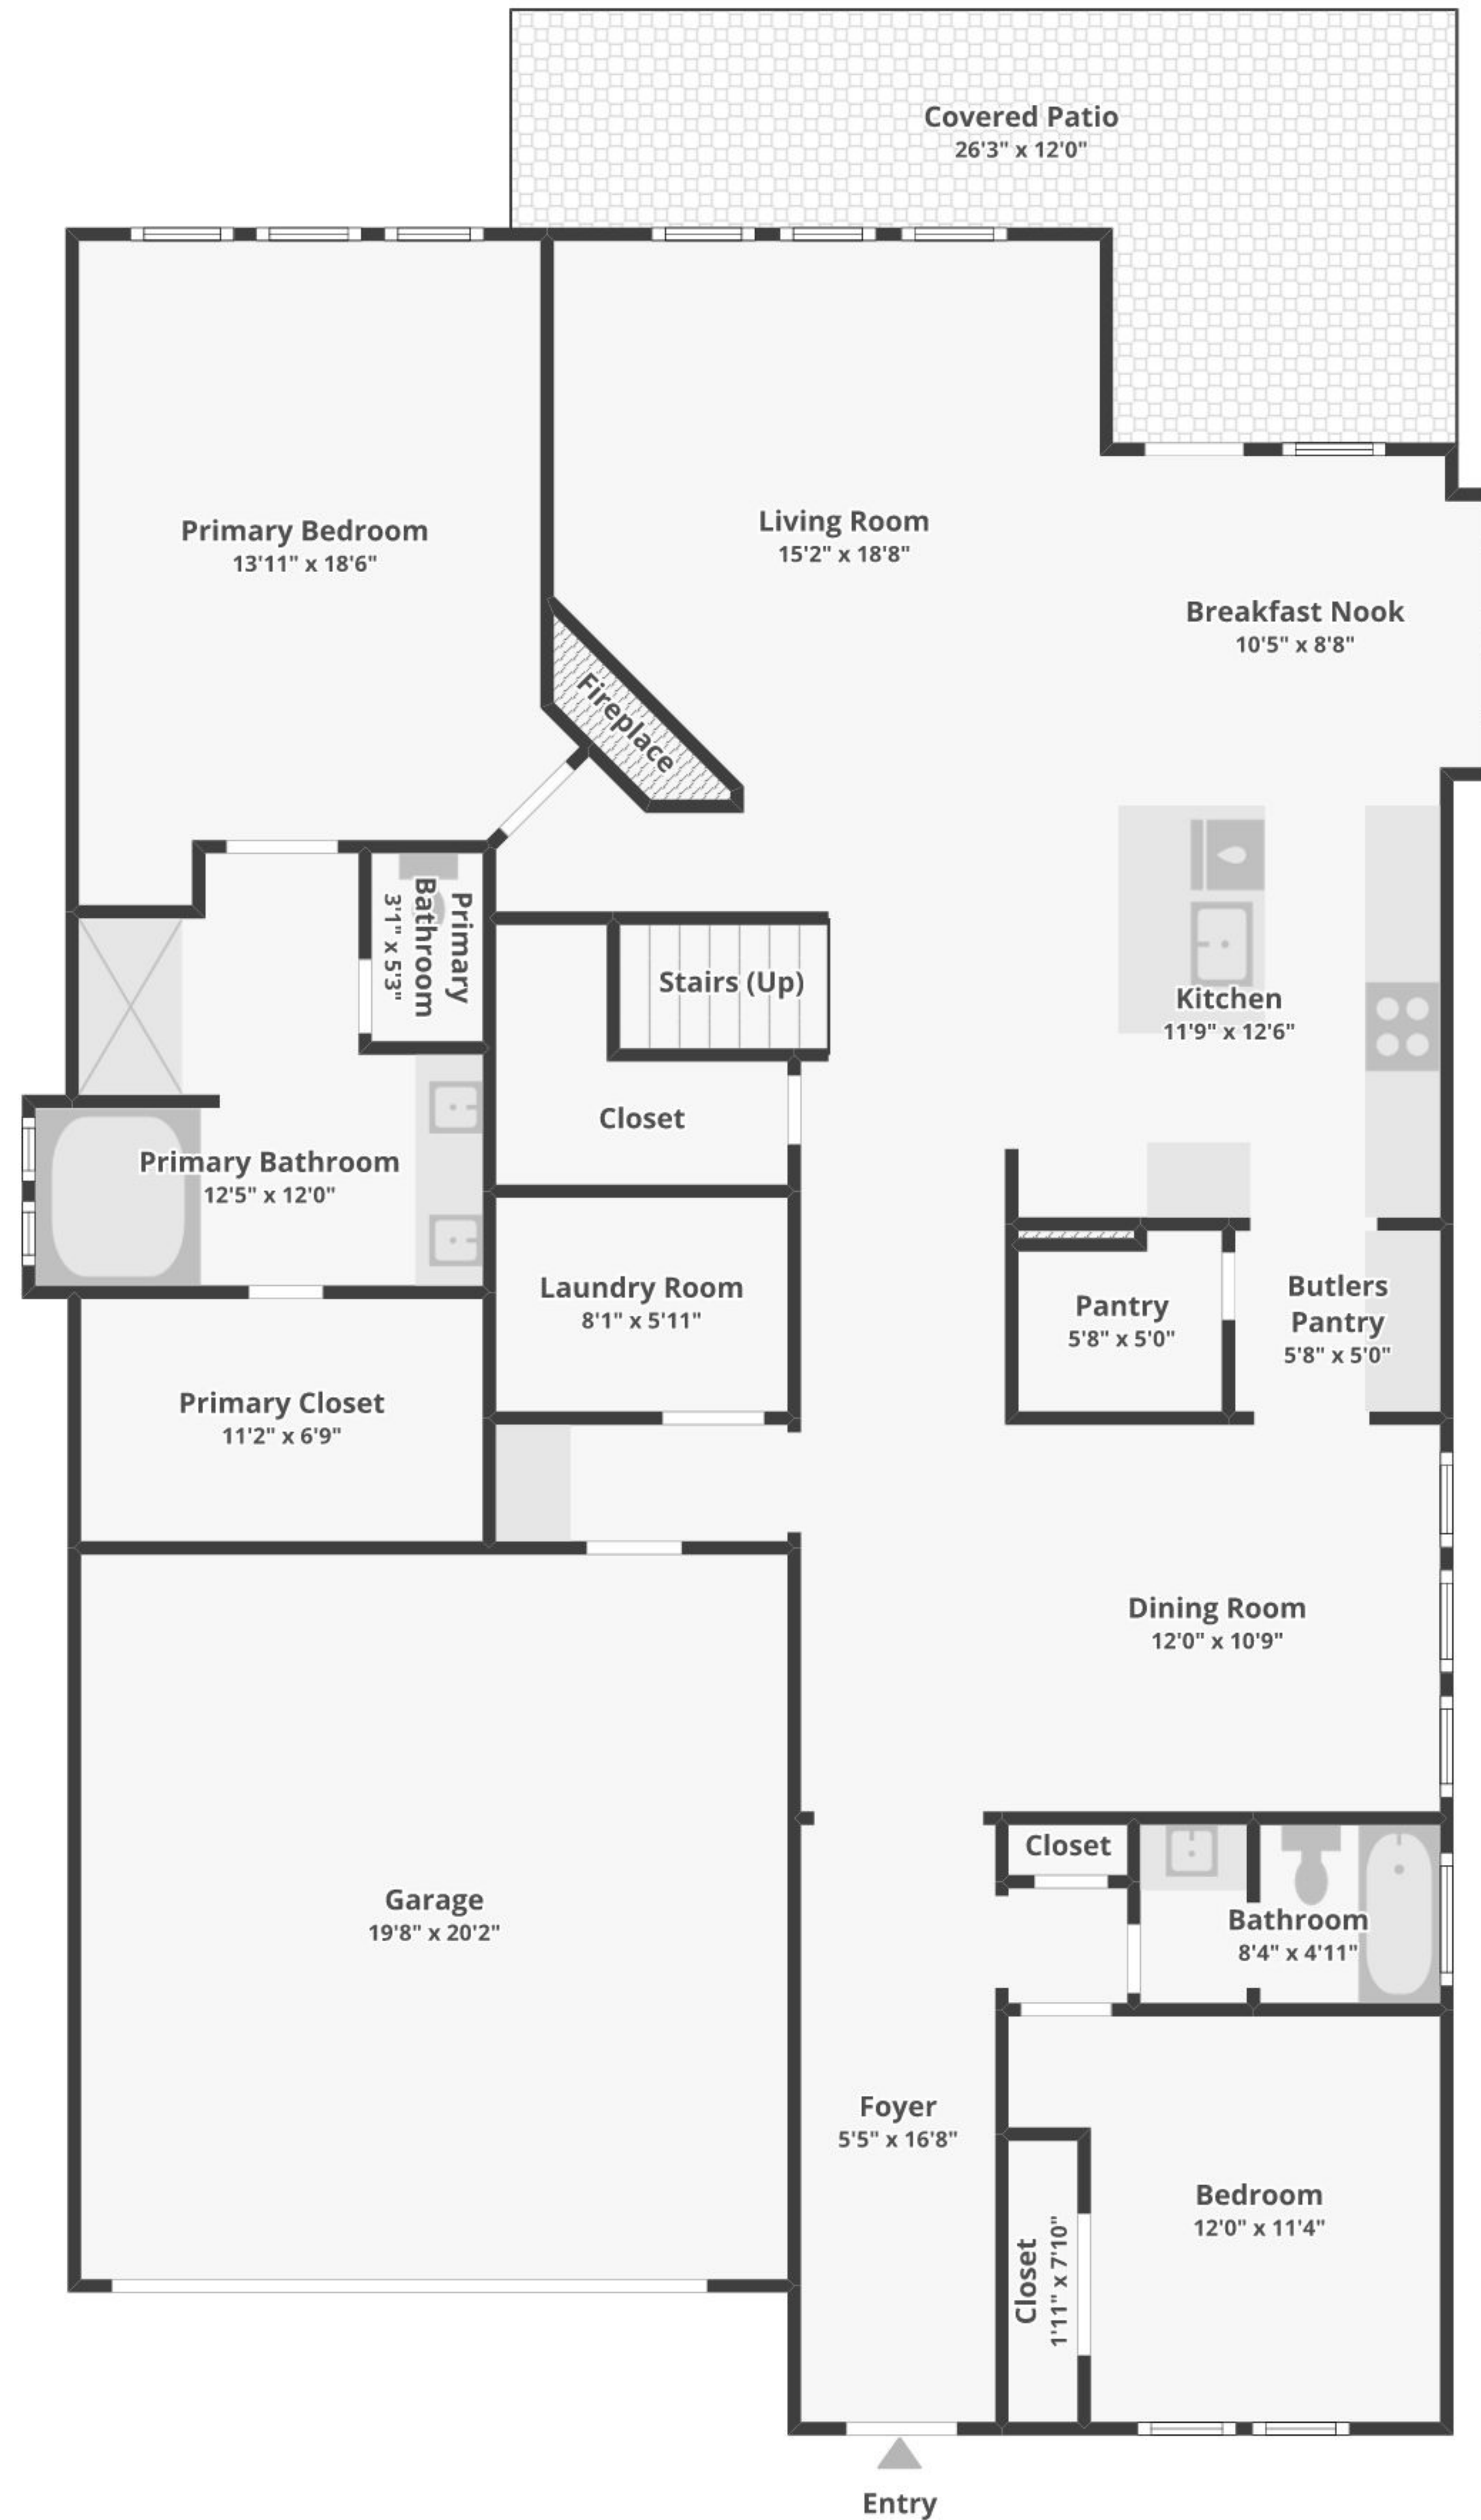 Covered Patio
26'3" x 12'0"
Primary Bedroom
13'11" x 18'6"
Living Room
15'2" x 18'8"
Breakfast Nook
10'5" x 8'8"
Fireplace
Primary
Bathroom
3'1" x 5'3"
Stairs (Up)
Kitchen
11'9" x 12'6"
Closet
Primary Bathroom
12'5" x 12'0"
Laundry Room
8'1" x 5'11"
Pantry
5'8" x 5'0"
Butlers
Pantry
5'8" x 5'0"
Primary Closet
11'2" x 6'9"
Dining Room
12'0" x 10'9"
Closet
Garage
19'8" x 20'2"
Bathroom
8'4" x 4'11"
Foyer
5'5" x 16'8"
Bedroom
12'0" x 11'4"
Closet
1'11" x 7'10"
Entry